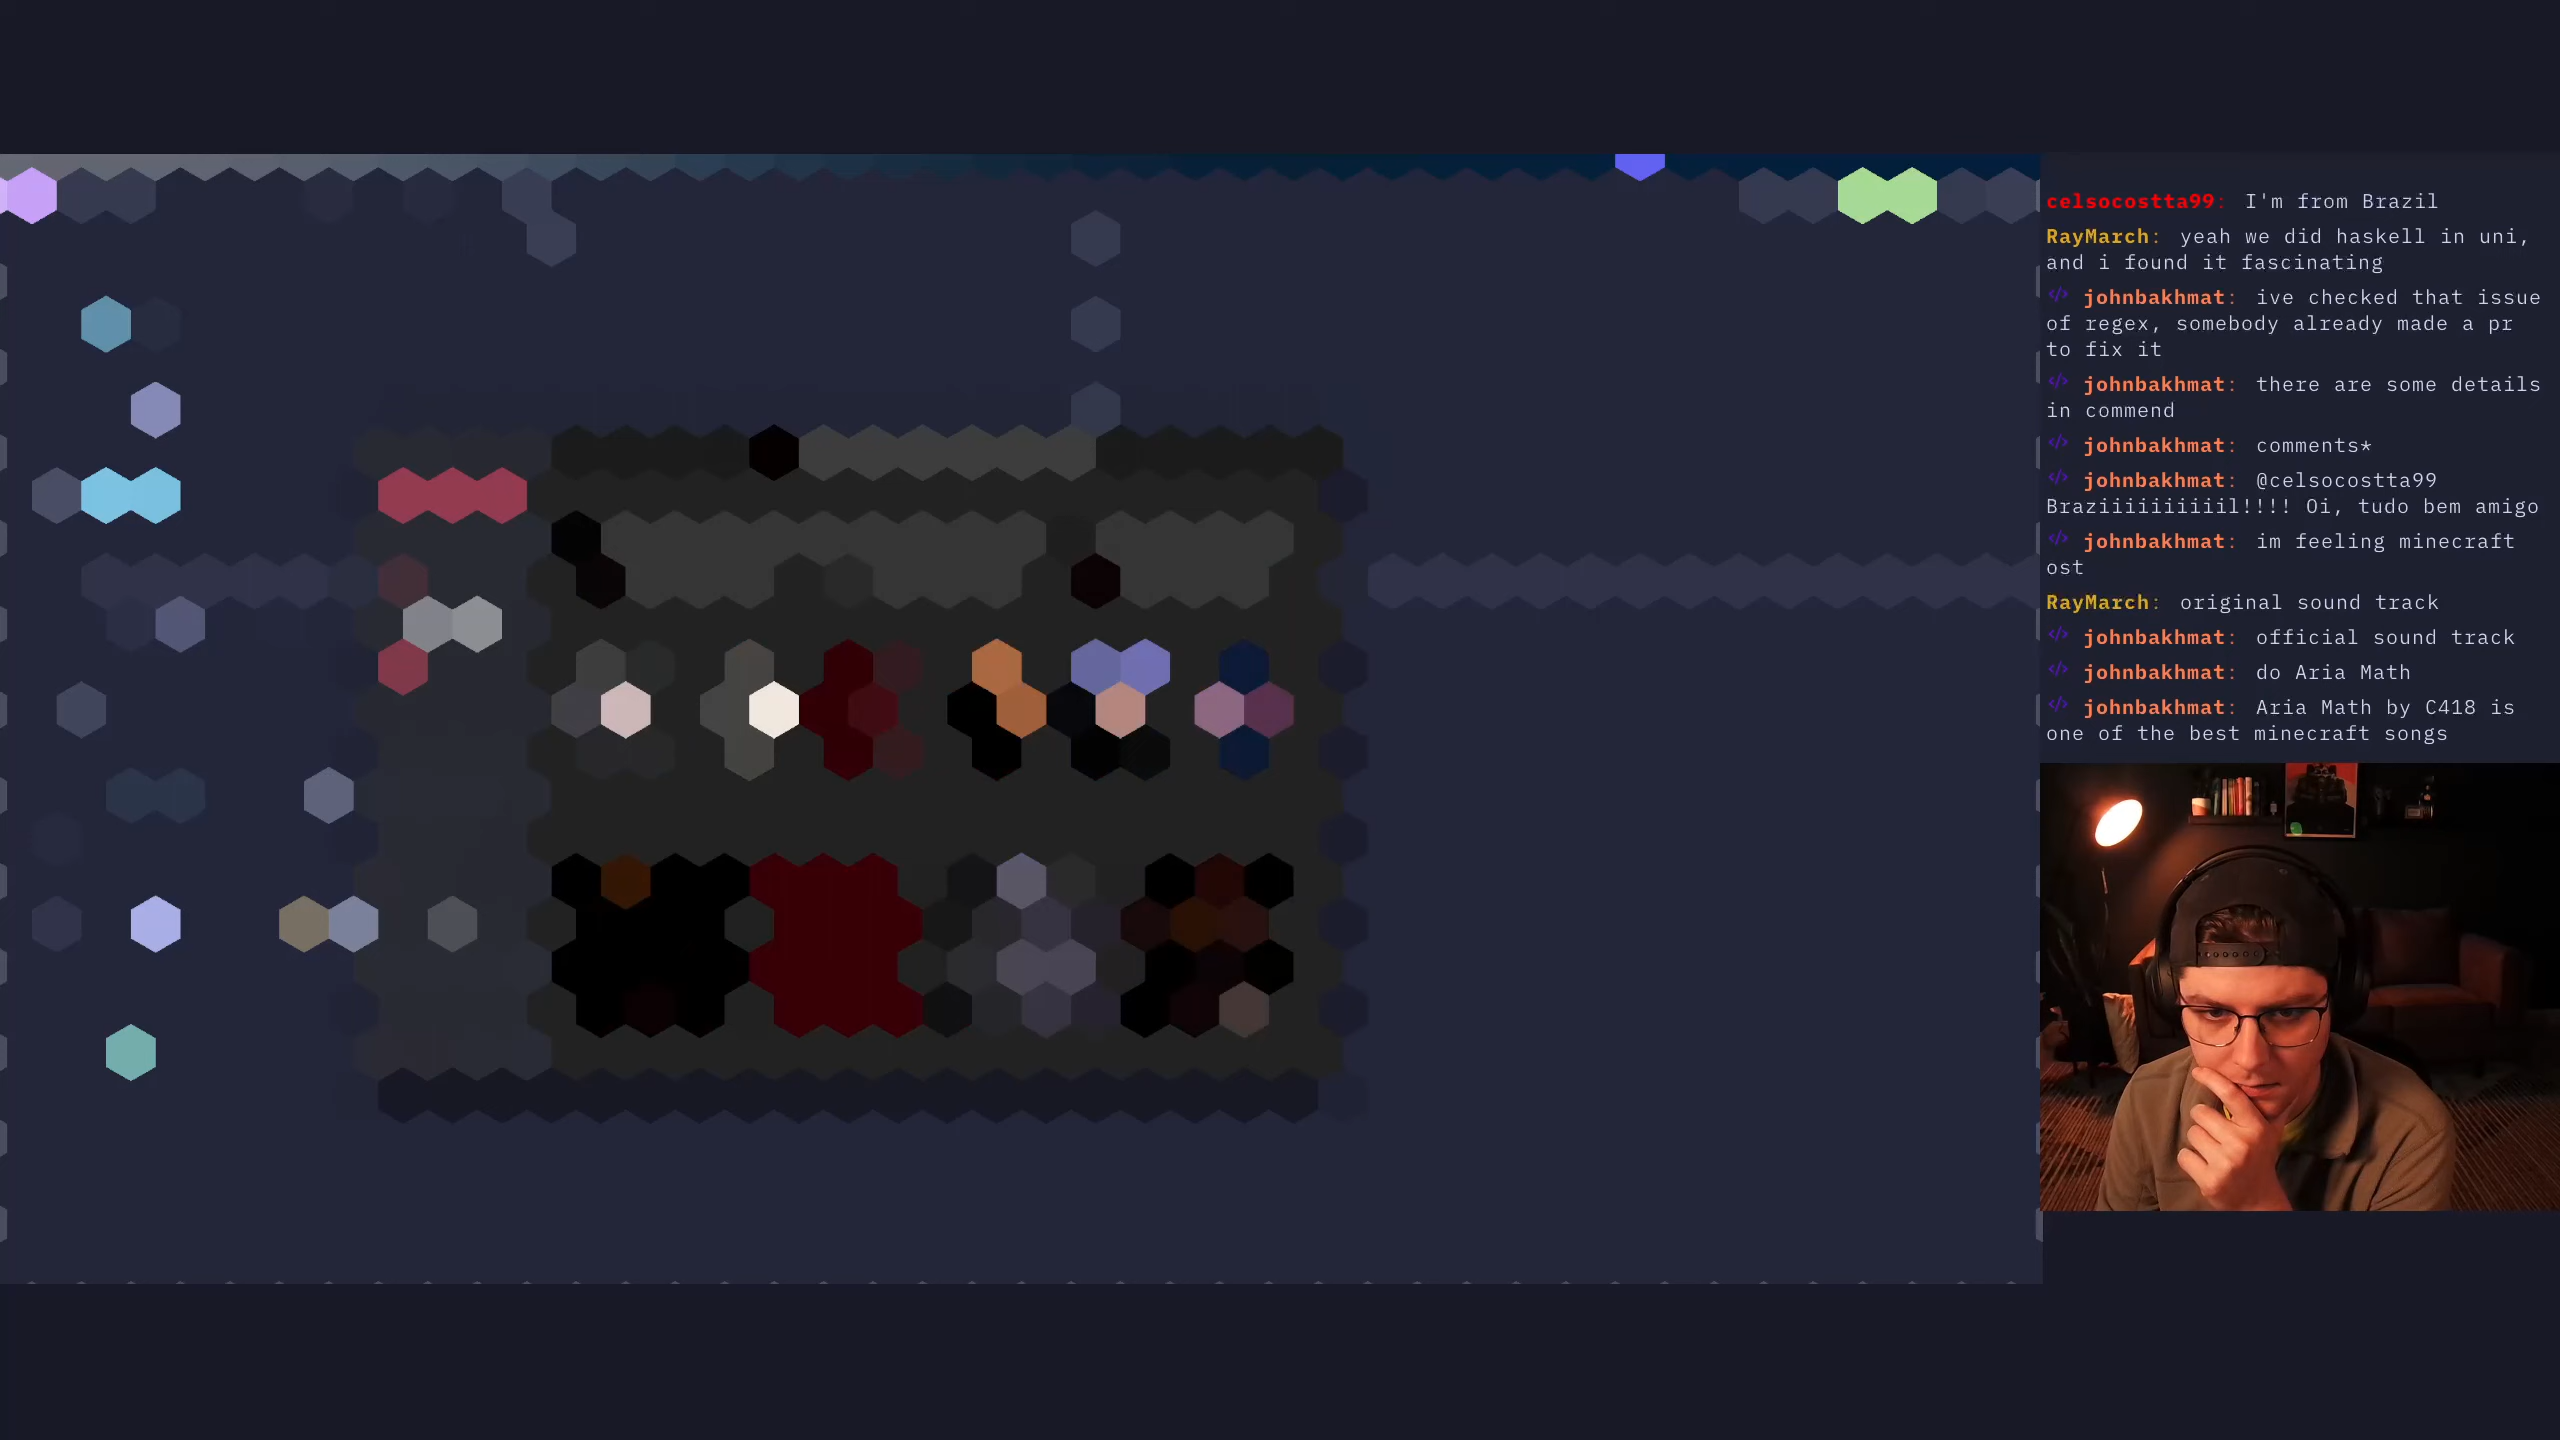 celsocostta99: I'm from Brazil
RayMarch: yeah we did haskell in uni,
and i found it fascinating
johnbakhmat: ive checked that issue
of regex, somebody already made a pr
to fix it
johnbakhmat: there are some details
in commend
johnbakhmat: comments*
johnbakhmat: @celsocostta99
Braziiiiiiiiiil!!!! Oi, tudo bem amigo
johnbakhmat: im feeling minecraft
ost
RayMarch: original sound track
johnbakhmat: official sound track
johnbakhmat: do Aria Math
johnbakhmat: Aria Math by C418 is
one of the best minecraft songs